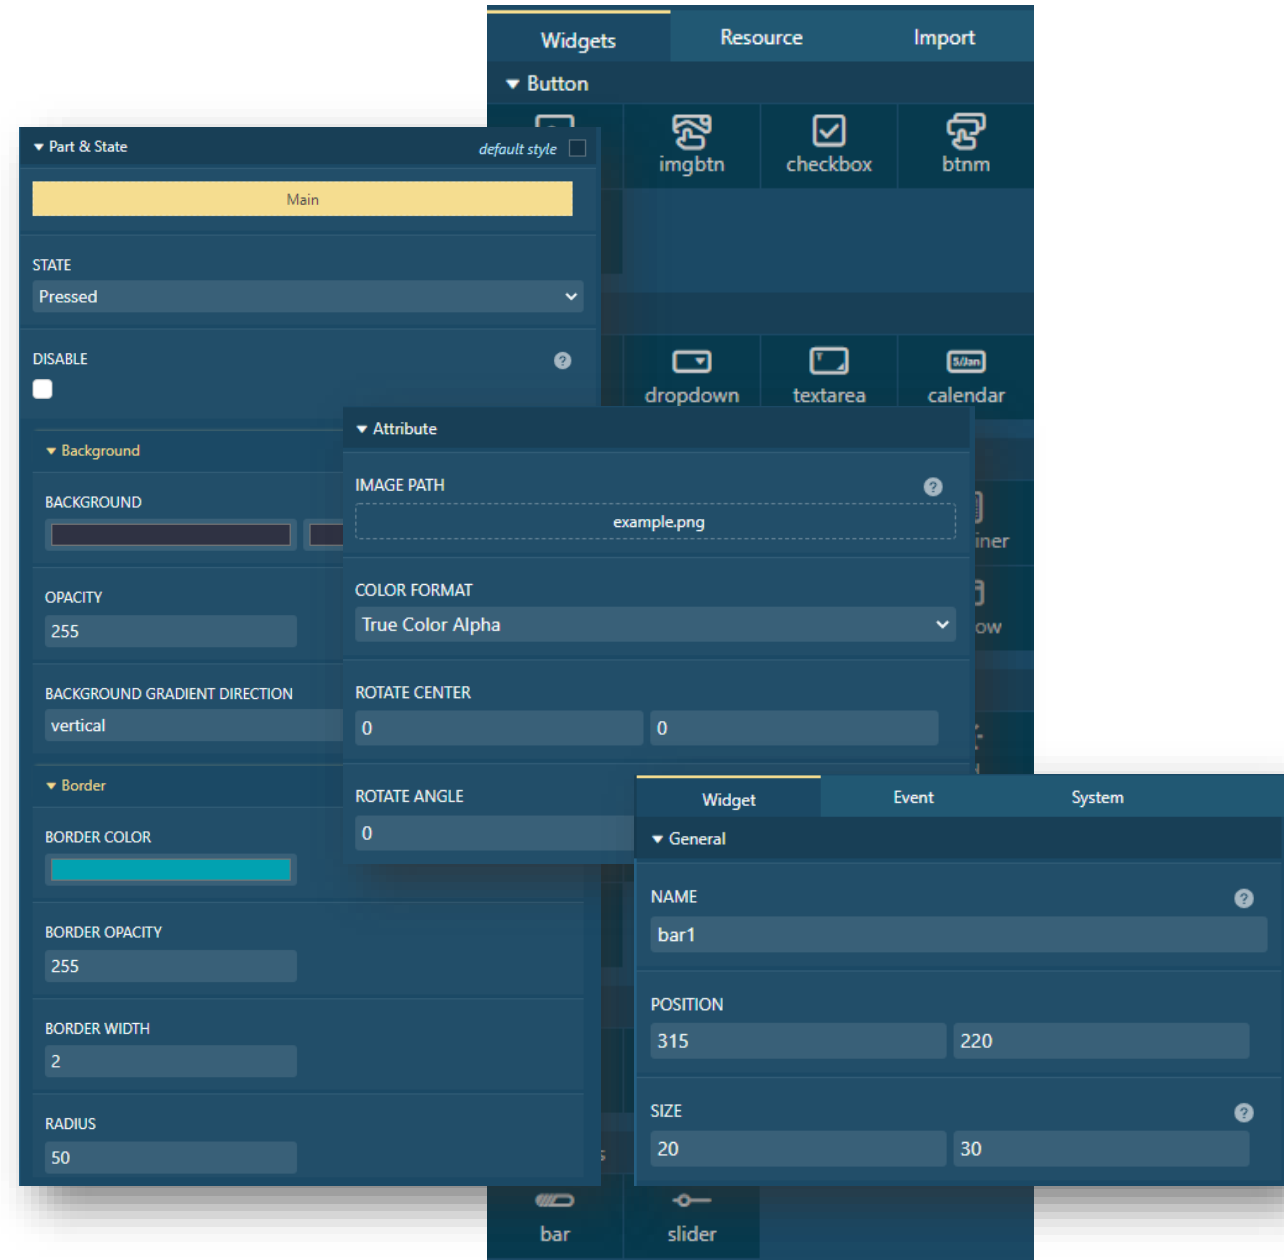 Widgets Resource Import
Button
imgbtn checkbox btnm
dropdown textarea calendar
5/Jan
T
iner
ow
bar slider
Part & State default style
Main
STATE
Pressed
DISABLE
?
Background
BACKGROUND
OPACITY
255
BACKGROUND GRADIENT DIRECTION
vertical
Border
BORDER COLOR
BORDER OPACITY
255
BORDER WIDTH
2
RADIUS
50
Attribute
IMAGE PATH ?
example.png
COLOR FORMAT
True Color Alpha
ROTATE CENTER
0 0
ROTATE ANGLE
0
Widget Event System
General
NAME ?
bar1
POSITION
315 220
SIZE ?
20 30